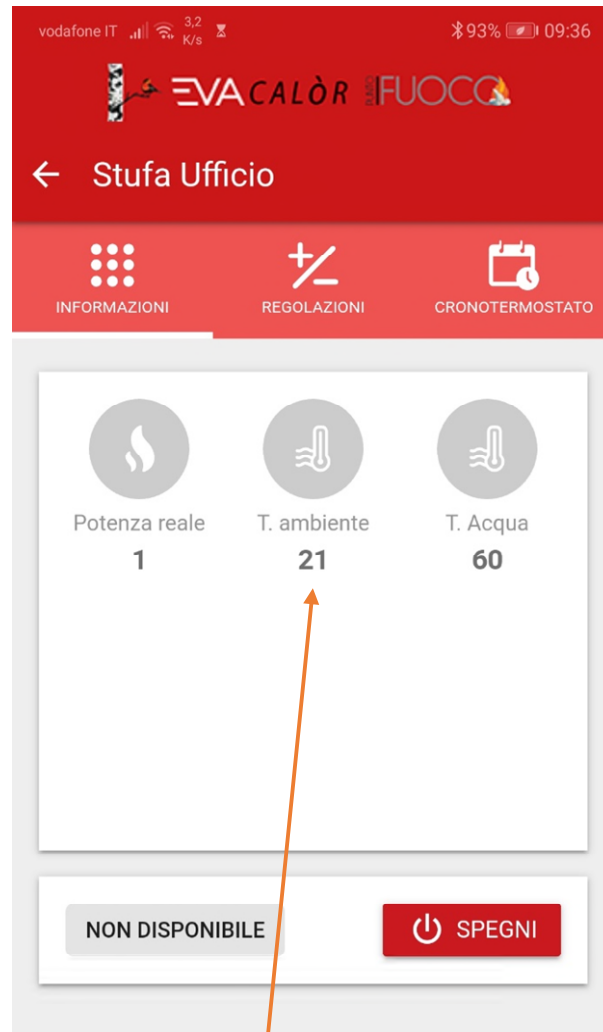 vodafone IT 3,2 K/s 93% 09:36
EVA CALÒR PUNTO FUOCO
Stufa Ufficio
INFORMAZIONI REGOLAZIONI CRONOTERMOSTATO
Potenza reale T. ambiente T. Acqua
1 21 60
NON DISPONIBILE SPEGNI